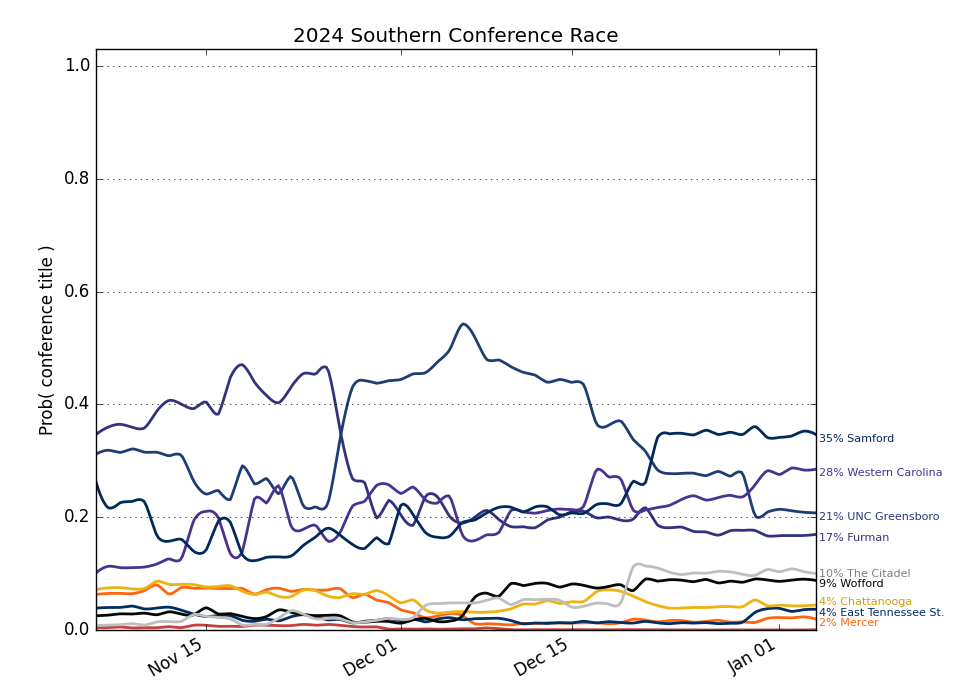 2024 Southern Conference Race
Prob( conference title )
1.0
0.8
0.6
0.4
0.2
0.0
Nov 15
Dec 01
Dec 15
Jan 01
35% Samford
28% Western Carolina
21% UNC Greensboro
17% Furman
10% The Citadel
9% Wofford
4% Chattanooga
4% East Tennessee St.
2% Mercer